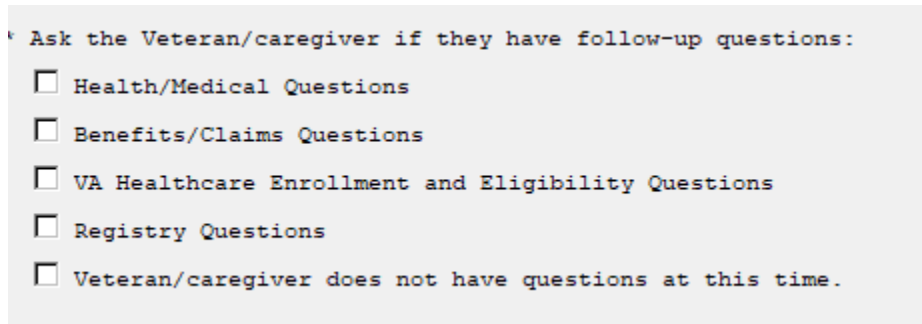 * Ask the Veteran/caregiver if they have follow-up questions:
Health/Medical Questions
Benefits/Claims Questions
VA Healthcare Enrollment and Eligibility Questions
Registry Questions
Veteran/caregiver does not have questions at this time.